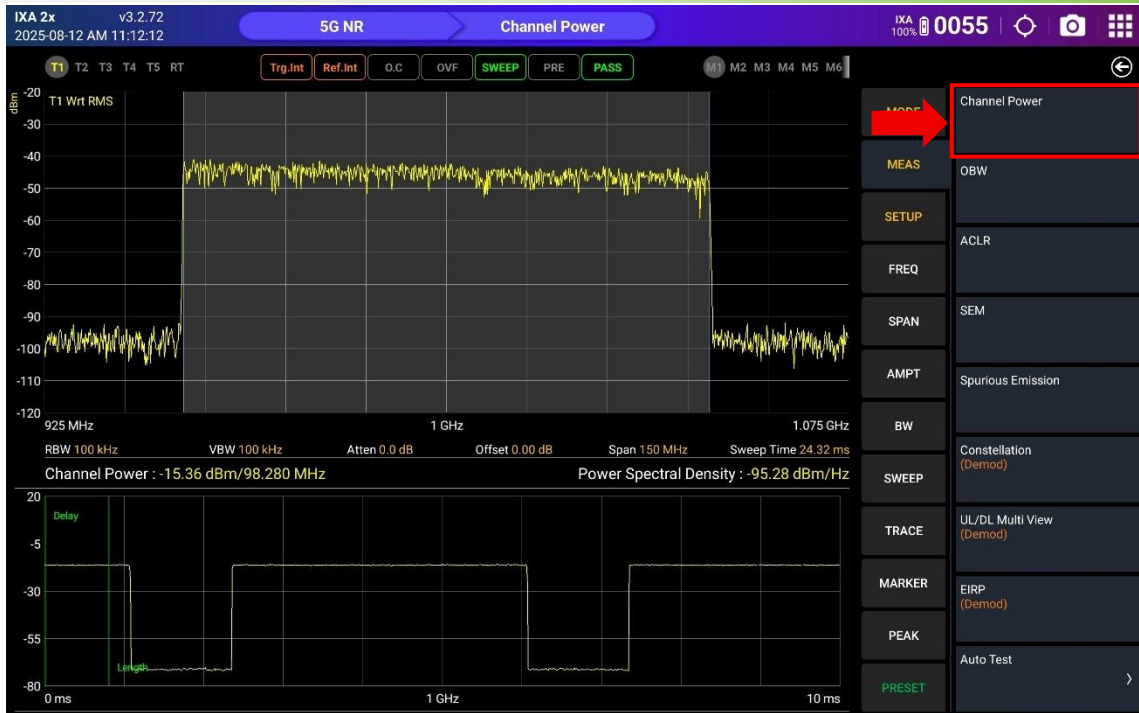 IXA 2x v3.2.72
2025-08-12 AM 11:12:12
5G NR
Channel Power
IXA
100%
0055
T1 T2 T3 T4 T5 RT
Trg.Int Ref.Int O.C OVF SWEEP PRE PASS
M1 M2 M3 M4 M5 M6
dBm
T1 Wrt RMS
-20
-30
-40
-50
-60
-70
-80
-90
-100
-110
-120
925 MHz 1 GHz 1.075 GHz
RBW 100 kHz VBW 100 kHz Atten 0.0 dB Offset 0.00 dB Span 150 MHz Sweep Time 24.32 ms
Channel Power : -15.36 dBm/98.280 MHz Power Spectral Density : -95.28 dBm/Hz
20
Delay
-5
-30
-55
Length
-80
0 ms 1 GHz 10 ms
MEAS
SETUP
FREQ
SPAN
AMPT
BW
SWEEP
TRACE
MARKER
PEAK
PRESET
Channel Power
OBW
ACLR
SEM
Spurious Emission
Constellation
(Demod)
UL/DL Multi View
(Demod)
EIRP
(Demod)
Auto Test